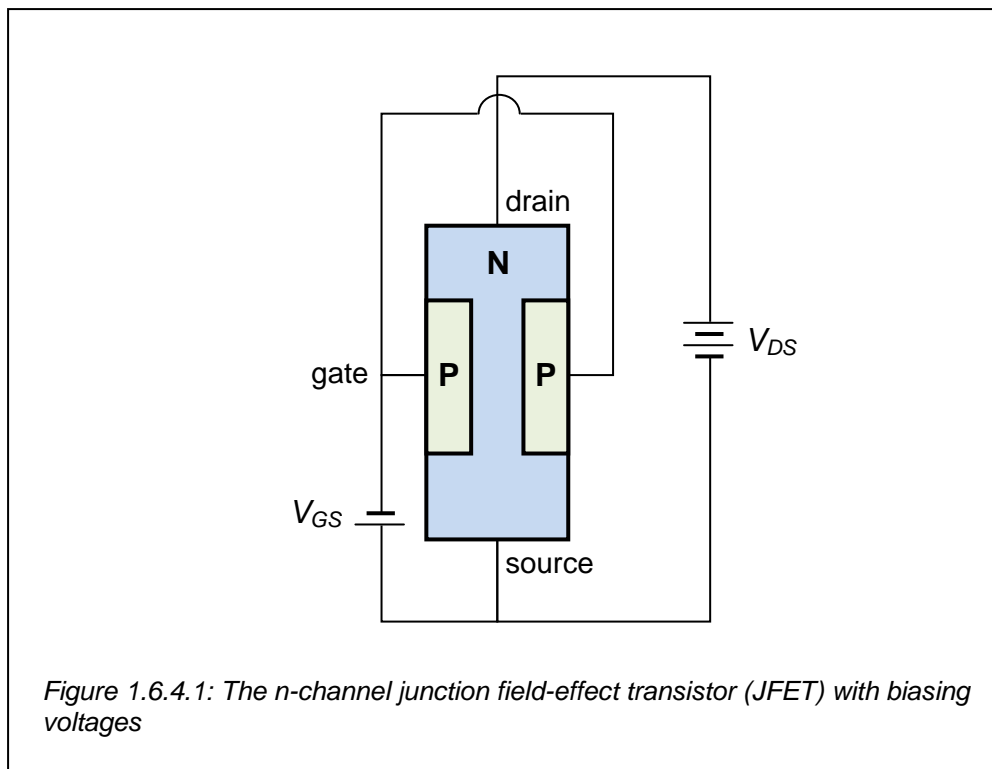 drain
N
V_DS
gate
P
P
V_GS
source
Figure 1.6.4.1: The n-channel junction field-effect transistor (JFET) with biasing
voltages